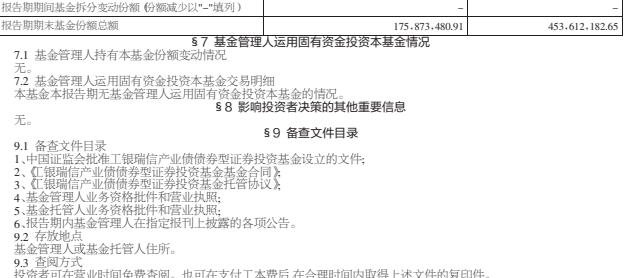 报告期期间基金拆分变动份额（份额减少以"-"填列） - -
报告期期末基金份额总额 175,873,480.91 453,612,182.65
§7 基金管理人运用固有资金投资本基金情况
7.1 基金管理人持有本基金份额变动情况
无。
7.2 基金管理人运用固有资金投资本基金交易明细
本基金本报告期无基金管理人运用固有资金投资本基金的情况。
§8 影响投资者决策的其他重要信息
无。
§9 备查文件目录
9.1 备查文件目录
1、中国证监会批准工银瑞信产业债债券型证券投资基金设立的文件；
2、《工银瑞信产业债债券型证券投资基金基金合同》；
3、《工银瑞信产业债债券型证券投资基金托管协议》；
4、基金管理人业务资格批件和营业执照；
5、基金托管人业务资格批件和营业执照；
6、报告期内基金管理人在指定报刊上披露的各项公告。
9.2 存放地点
基金管理人或基金托管人住所。
9.3 查阅方式
投资者可在营业时间免费查阅。也可在支付工本费后,在合理时间内取得上述文件的复印件。